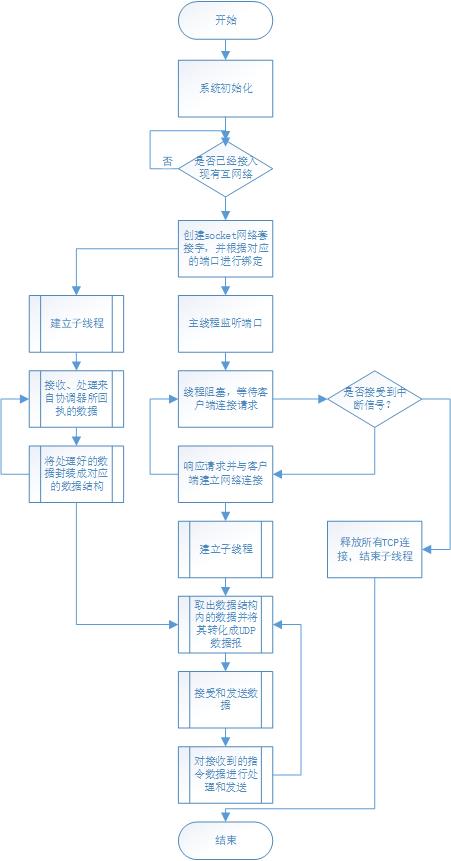 开始
系统初始化
是否已经接入
现有互网络
否
创建socket网络套
接字，并根据对应
的端口进行绑定
建立子线程
主线程监听端口
接收、处理来
自协调器所回
执的数据
线程阻塞，等待客
户端连接请求
是否接受到中
断信号？
将处理好的数
据封装成对应
的数据结构
响应请求并与客户
端建立网络连接
建立子线程
释放所有TCP连
接，结束子线程
取出数据结构
内的数据并将
其转化成UDP
数据报
接受和发送数
据
对接收到的指
令数据进行处
理和发送
结束